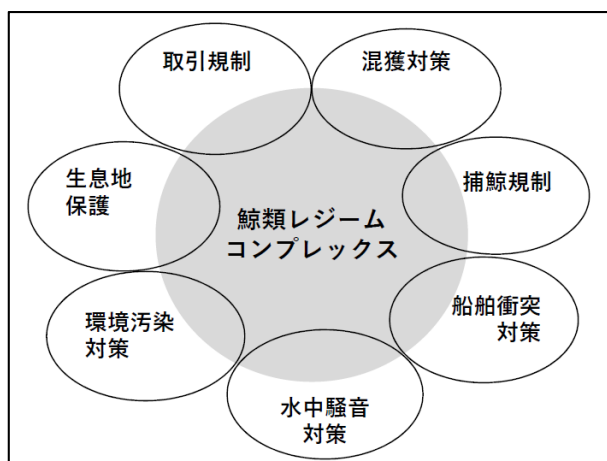 取引規制
混獲対策
生息地
保護
捕鯨規制
鯨類レジーム
コンプレックス
環境汚染
対策
船舶衝突
対策
水中騒音
対策